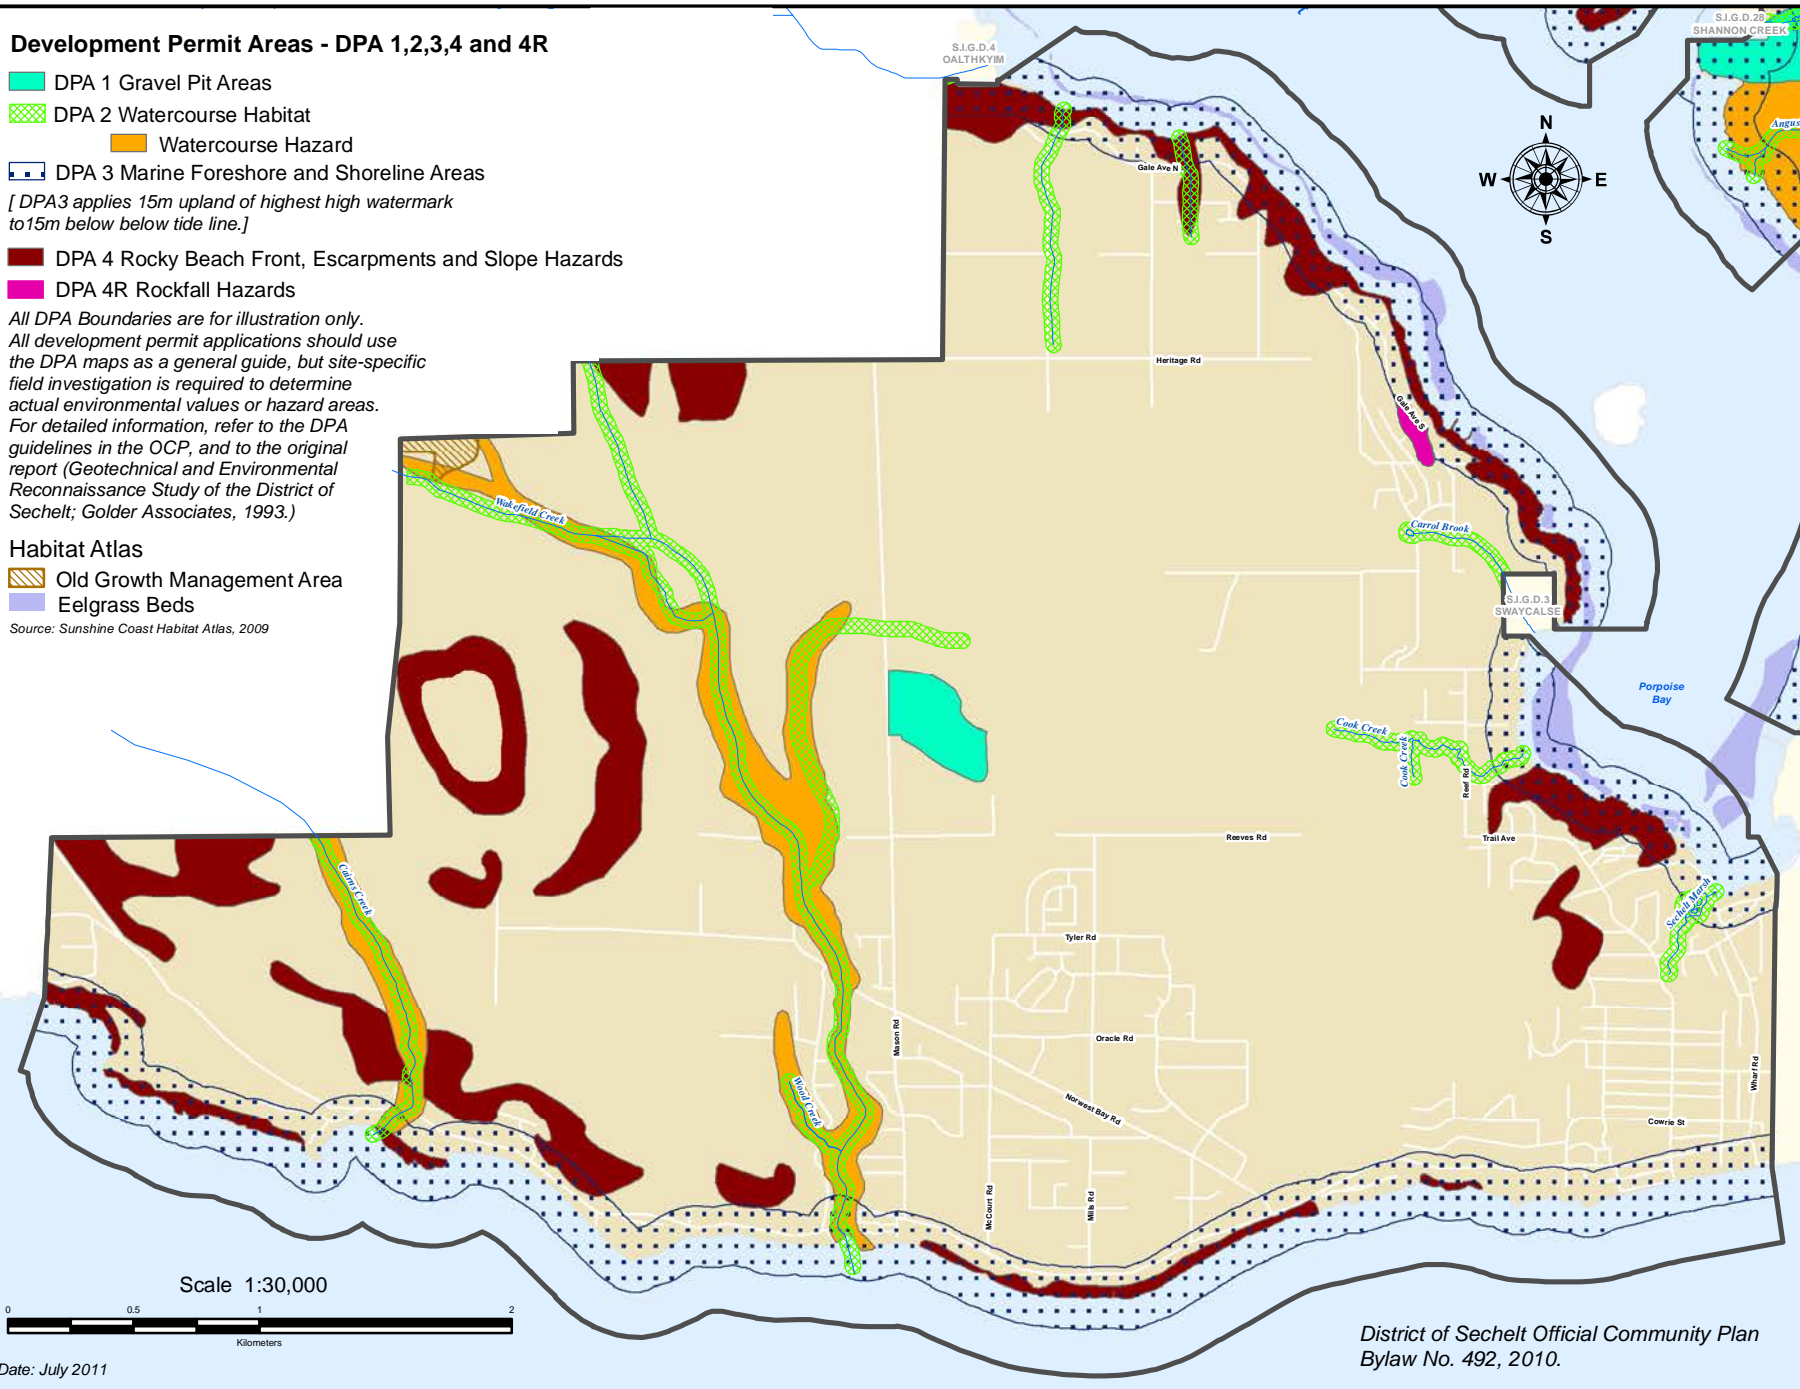 Development Permit Areas - DPA 1,2,3,4 and 4R
DPA 1 Gravel Pit Areas
DPA 2 Watercourse Habitat
Watercourse Hazard
DPA 3 Marine Foreshore and Shoreline Areas
[ DPA3 applies 15m upland of highest high watermark
to15m below below tide line.]
DPA 4 Rocky Beach Front, Escarpments and Slope Hazards
DPA 4R Rockfall Hazards
All DPA Boundaries are for illustration only.
All development permit applications should use
the DPA maps as a general guide, but site-specific
field investigation is required to determine
actual environmental values or hazard areas.
For detailed information, refer to the DPA
guidelines in the OCP, and to the original
report (Geotechnical and Environmental
Reconnaissance Study of the District of
Sechelt; Golder Associates, 1993.)
Habitat Atlas
Old Growth Management Area
Eelgrass Beds
Source: Sunshine Coast Habitat Atlas, 2009
S.I.G.D.4
OALTHKYIM
S.I.G.D.28
SHANNON CREEK
Angus
N
W
E
S
Gale Ave N
Heritage Rd
Gale Ave S
Wakefield Creek
Carrol Brook
S.I.G.D.3
SWAYCALSE
Porpoise
Bay
Cook Creek
Cook Creek
Reef Rd
Reeves Rd
Trail Ave
Cairns Creek
Sechelt Marsh
Tyler Rd
Mason Rd
Oracle Rd
Wood Creek
Norwest Bay Rd
Wharf Rd
Cowrie St
McCourt Rd
Mills Rd
Scale 1:30,000
0
0.5
1
2
Kilometers
Date: July 2011
District of Sechelt Official Community Plan
Bylaw No. 492, 2010.